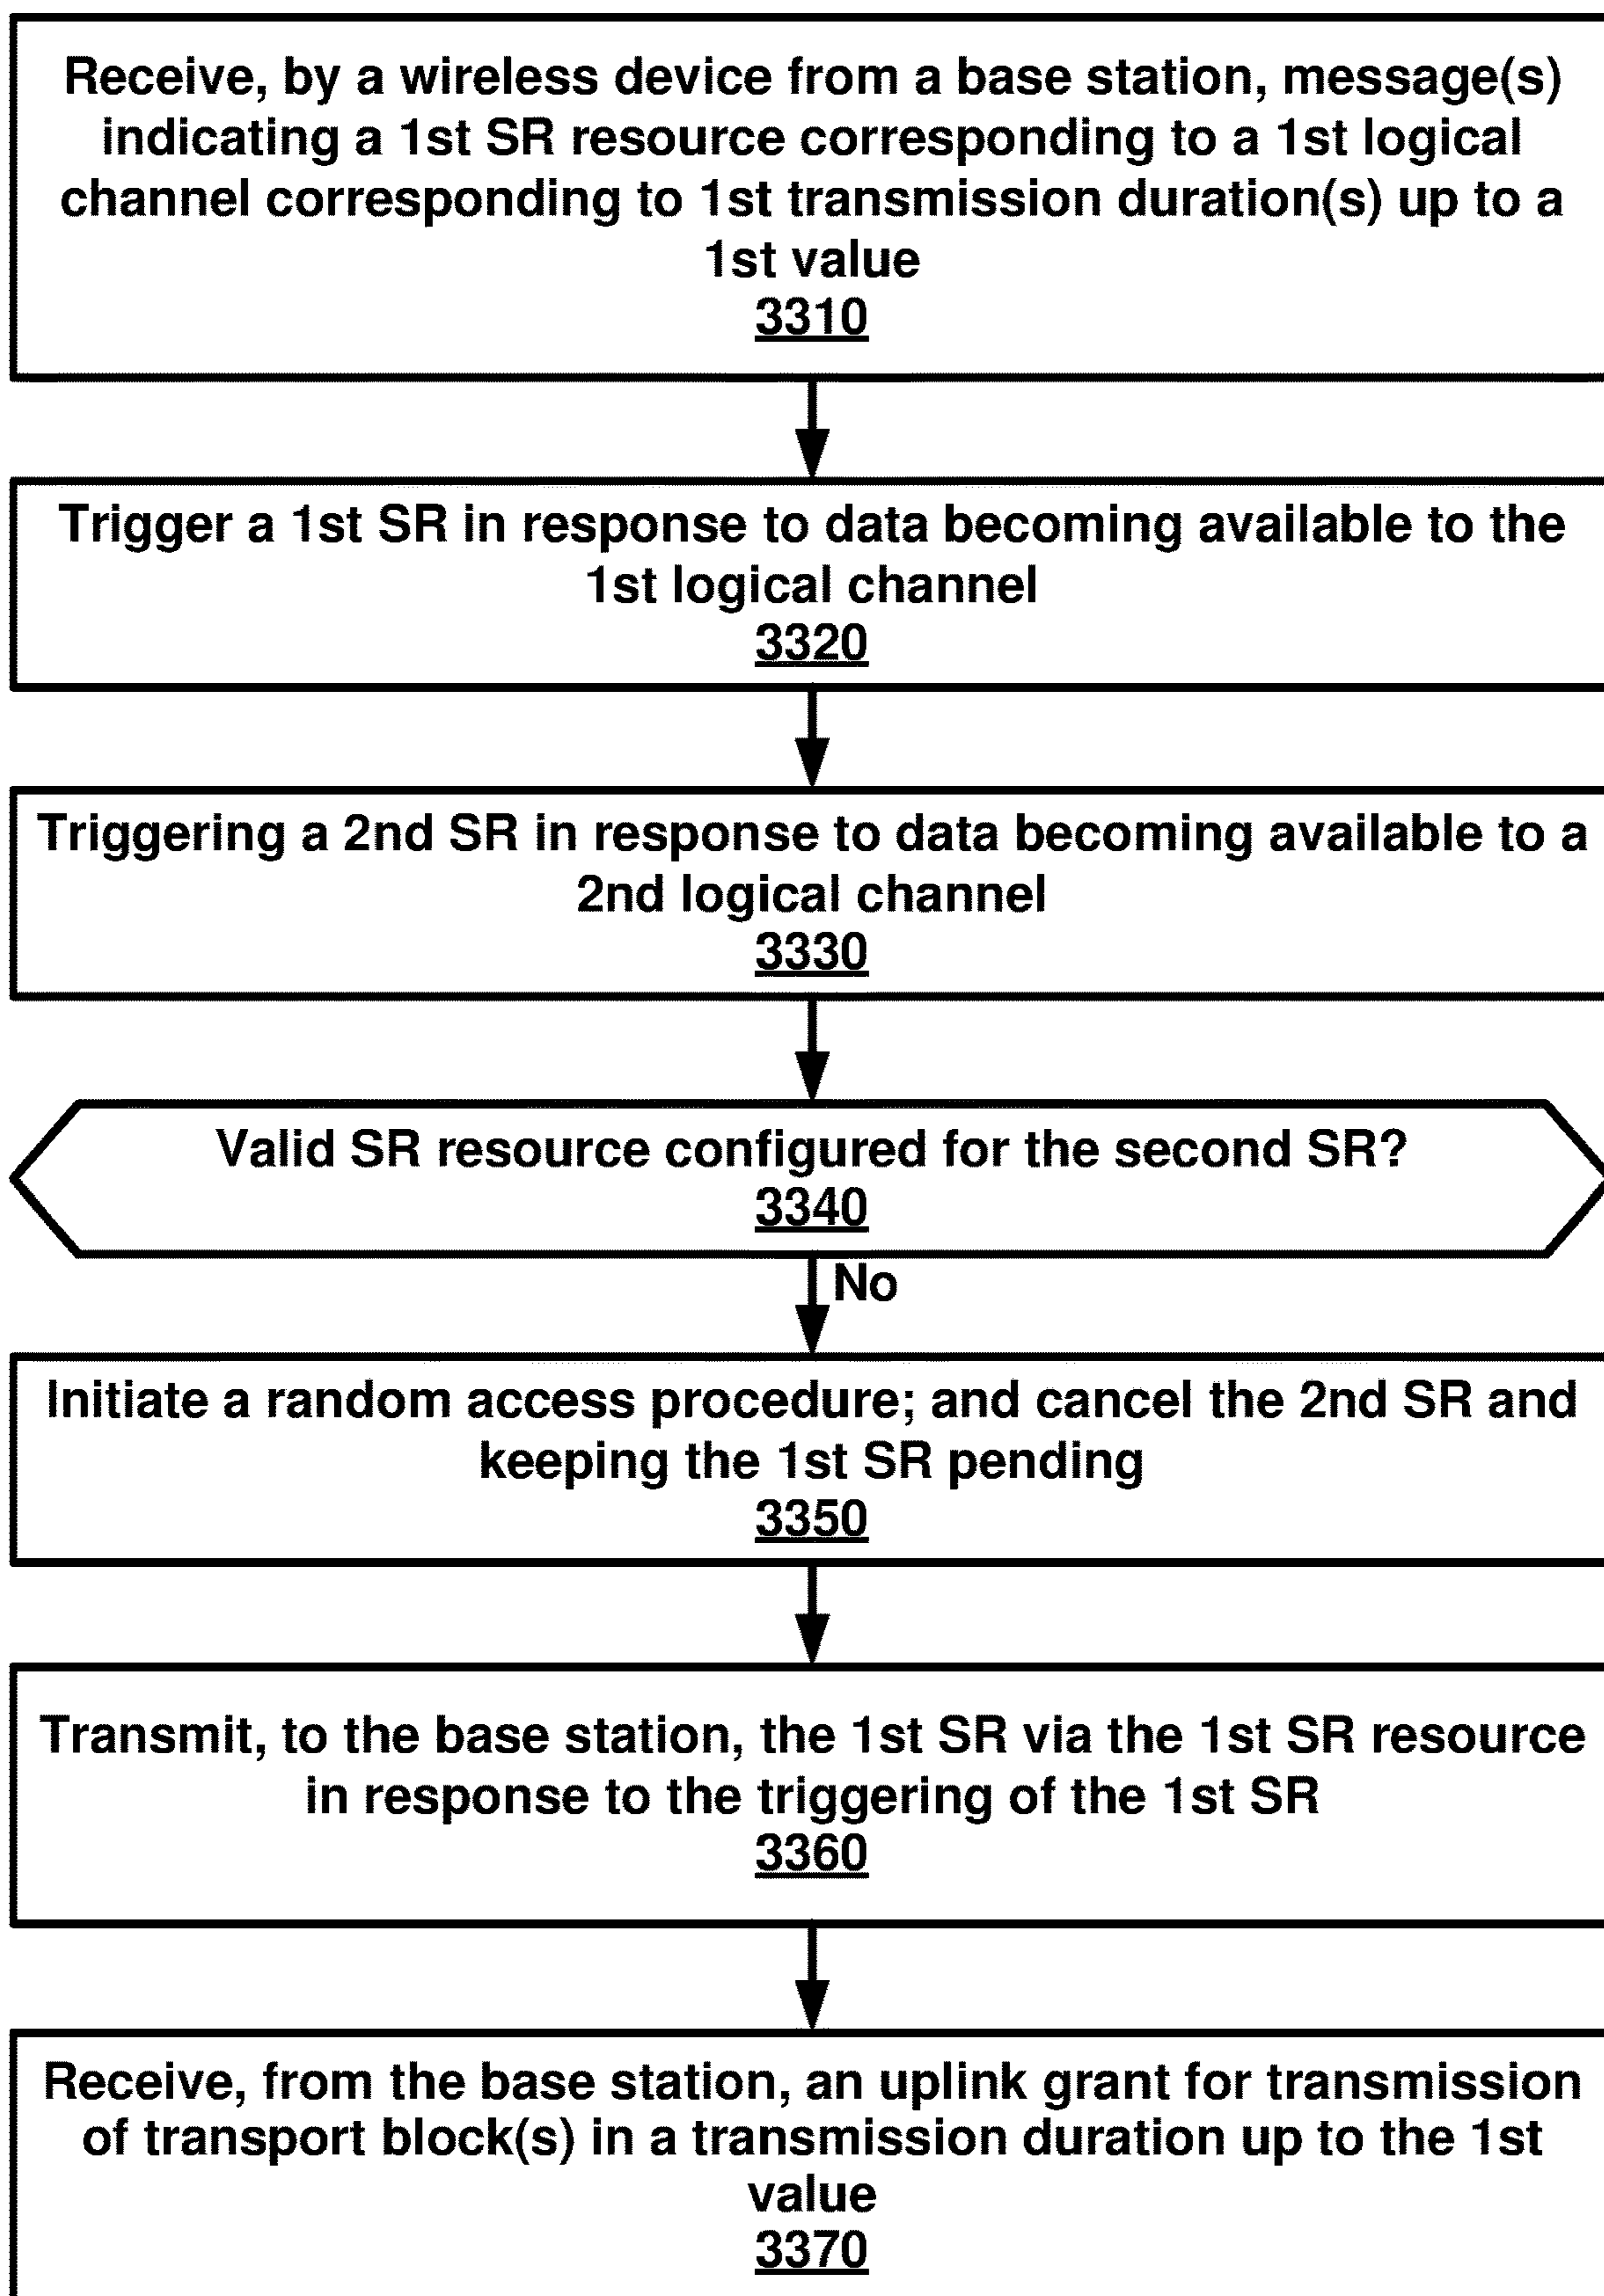 Receive, by a wireless device from a base station, message(s)
indicating a 1st SR resource corresponding to a 1st logical
channel corresponding to 1st transmission duration(s) up to a
1st value
3310
Trigger a 1st SR in response to data becoming available to the
1st logical channel
3320
Triggering a 2nd SR in response to data becoming available to a
2nd logical channel
3330
Valid SR resource configured for the second SR?
3340
No
Initiate a random access procedure; and cancel the 2nd SR and
keeping the 1st SR pending
3350
Transmit, to the base station, the 1st SR via the 1st SR resource
in response to the triggering of the 1st SR
3360
Receive, from the base station, an uplink grant for transmission
of transport block(s) in a transmission duration up to the 1st
value
3370